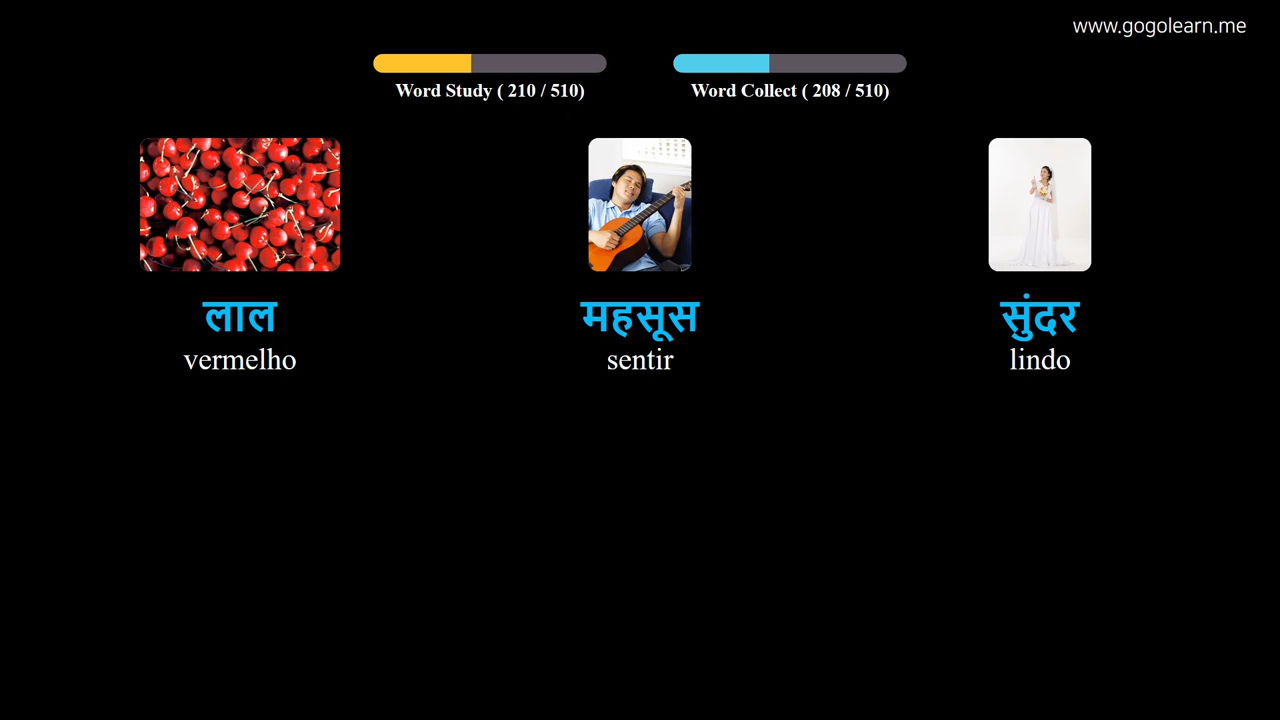 www.gogolearn.me
Word Study ( 210 / 510)
Word Collect ( 208 / 510)
लाल
vermelho
महसूस
sentir
सुंदर
lindo